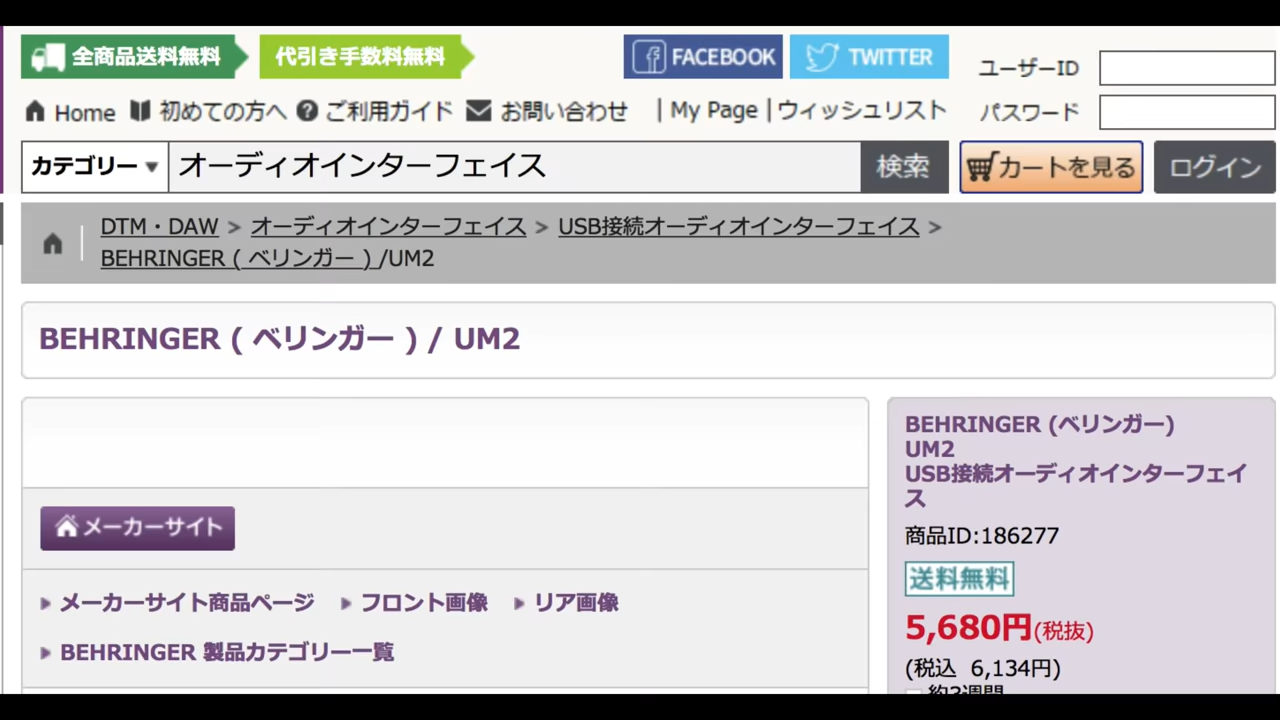 全商品送料無料 代引き手数料無料 FACEBOOK TWITTER ユーザーID
Home 初めての方へ ご利用ガイド お問い合わせ | My Page | ウィッシュリスト パスワード
カテゴリー ▼ オーディオインターフェイス 検索 カートを見る ログイン
DTM・DAW > オーディオインターフェイス > USB接続オーディオインターフェイス >
BEHRINGER ( ベリンガー ) /UM2
BEHRINGER ( ベリンガー ) / UM2
BEHRINGER (ベリンガー)
UM2
USB接続オーディオインターフェイ
ス
商品ID:186277
送料無料
5,680円(税抜)
(税込 6,134円)
約3週間
メーカーサイト
メーカーサイト商品ページ フロント画像 リア画像
BEHRINGER 製品カテゴリー一覧